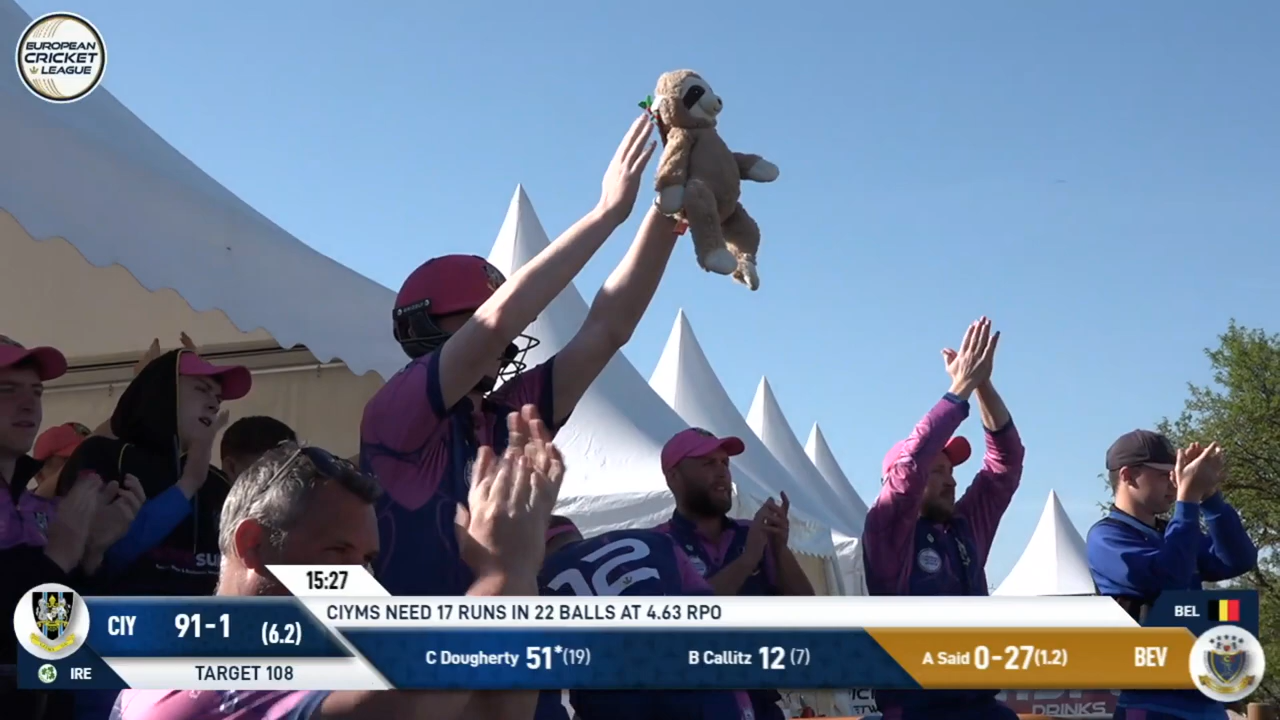 EUROPEAN
CRICKET
LEAGUE
12
SU
15:27
CIYMS NEED 17 RUNS IN 22 BALLS AT 4.63 RPO
BEL
CIY 91-1 (6.2)
C Dougherty 51*(19)
B Callitz 12 (7)
A Said 0-27(1.2)
BEV
IRE
TARGET 108
DRINKS